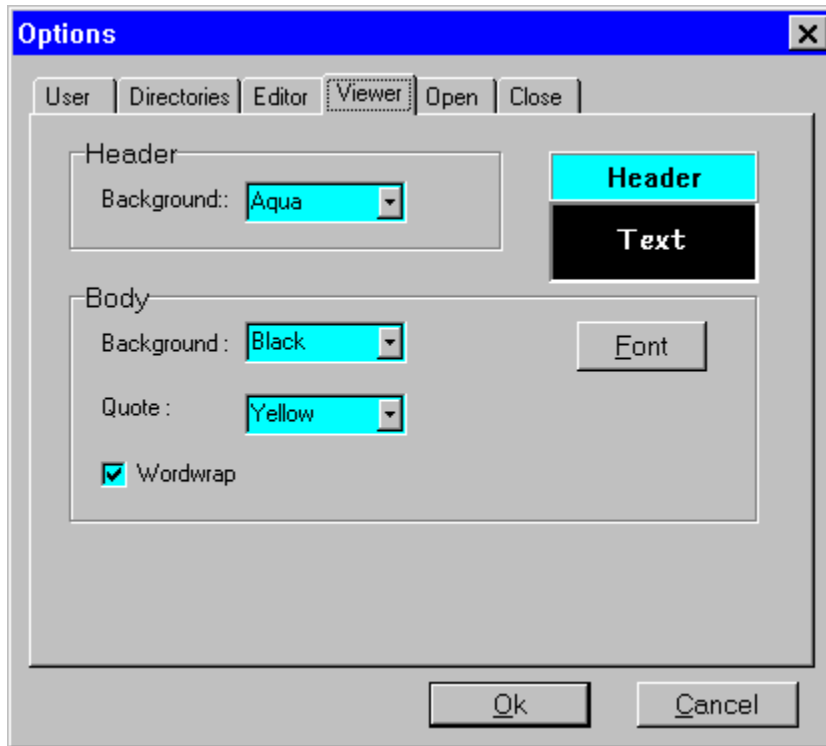 Options
User Directories Editor Viewer Open Close
Header
Background:: Aqua
Header
Text
Body
Background : Black
Font
Quote : Yellow
Wordwrap
Ok Cancel